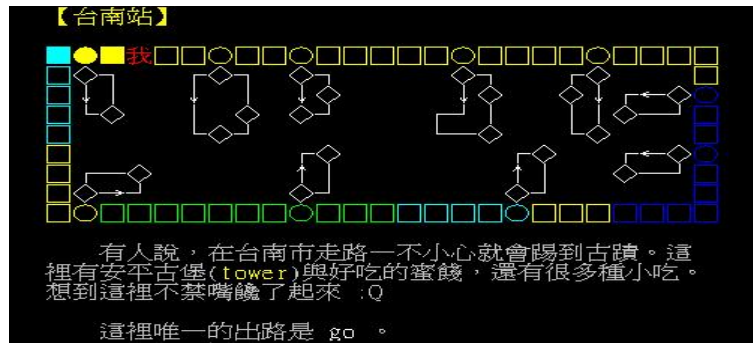 【台南站】
我
有人說，在台南市走路一不小心就會踢到古蹟。這
裡有安平古堡(tower)與好吃的蜜餞，還有很多種小吃。
想到這裡不禁嘴饞了起來 :Q
這裡唯一的出路是 go 。